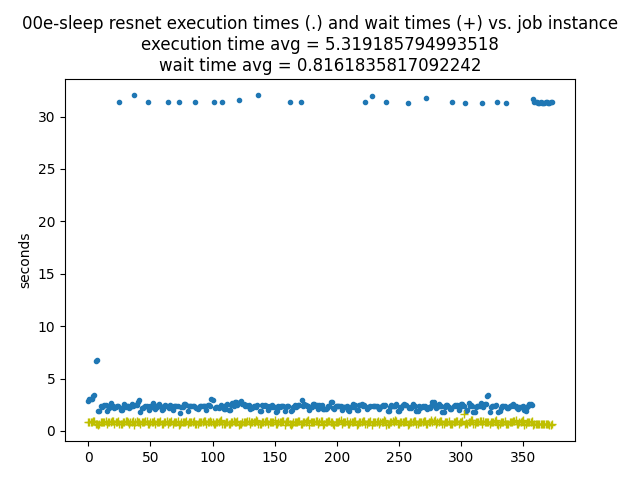 00e-sleep resnet execution times (.) and wait times (+) vs. job instance
execution time avg = 5.319185794993518
wait time avg = 0.8161835817092242
seconds
30
25
20
15
10
5
0
0 50 100 150 200 250 300 350